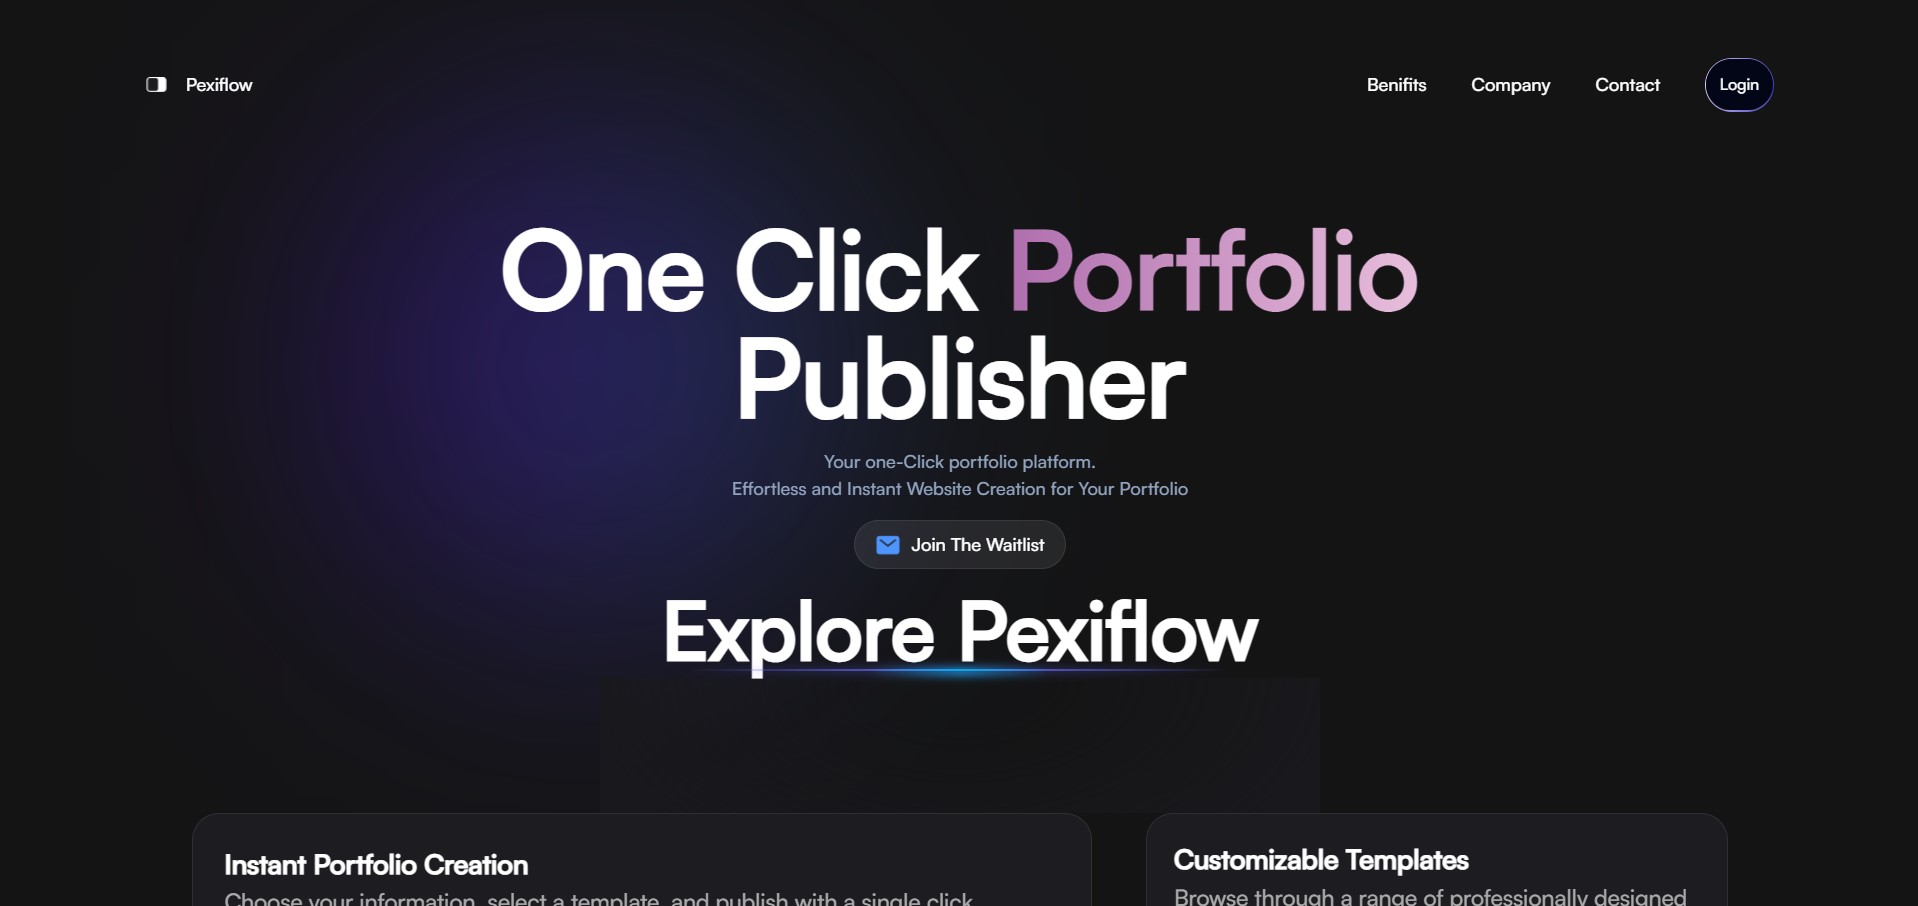 Pexiflow
Benifits
Company
Contact
Login
One Click Portfolio
Publisher
Your one-Click portfolio platform.
Effortless and Instant Website Creation for Your Portfolio
Join The Waitlist
Explore Pexiflow
Instant Portfolio Creation
Choose your information, select a template, and publish with a single click
Customizable Templates
Browse through a range of professionally designed